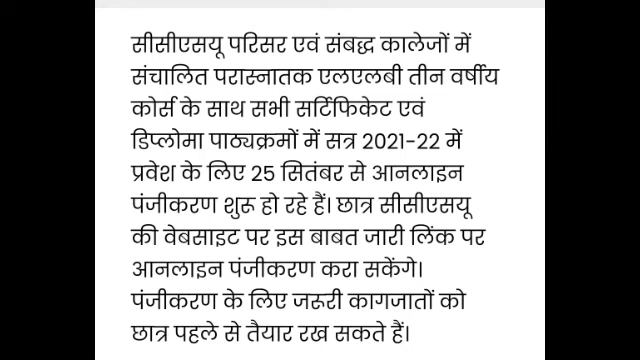 सीसीएसयू परिसर एवं संबद्ध कालेजों में
संचालित परास्नातक एलएलबी तीन वर्षीय
कोर्स के साथ सभी सर्टिफिकेट एवं
डिप्लोमा पाठ्यक्रमों में सत्र 2021-22 में
प्रवेश के लिए 25 सितंबर से आनलाइन
पंजीकरण शुरू हो रहे हैं। छात्र सीसीएसयू
की वेबसाइट पर इस बाबत जारी लिंक पर
आनलाइन पंजीकरण करा सकेंगे।
पंजीकरण के लिए जरूरी कागजातों को
छात्र पहले से तैयार रख सकते हैं।